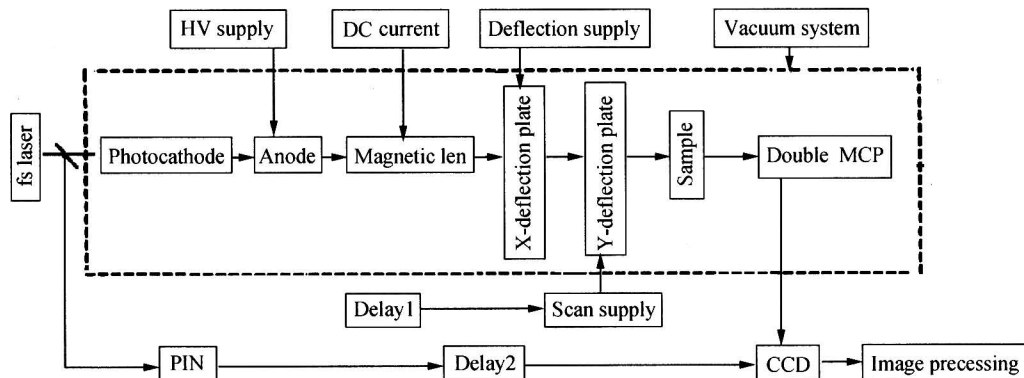 HV supply
DC current
Deflection supply
Vacuum system
fs laser
Photocathode
Anode
Magnetic len
X-deflection plate
Y-deflection plate
Sample
Double MCP
Delay1
Scan supply
PIN
Delay2
CCD
Image precessing